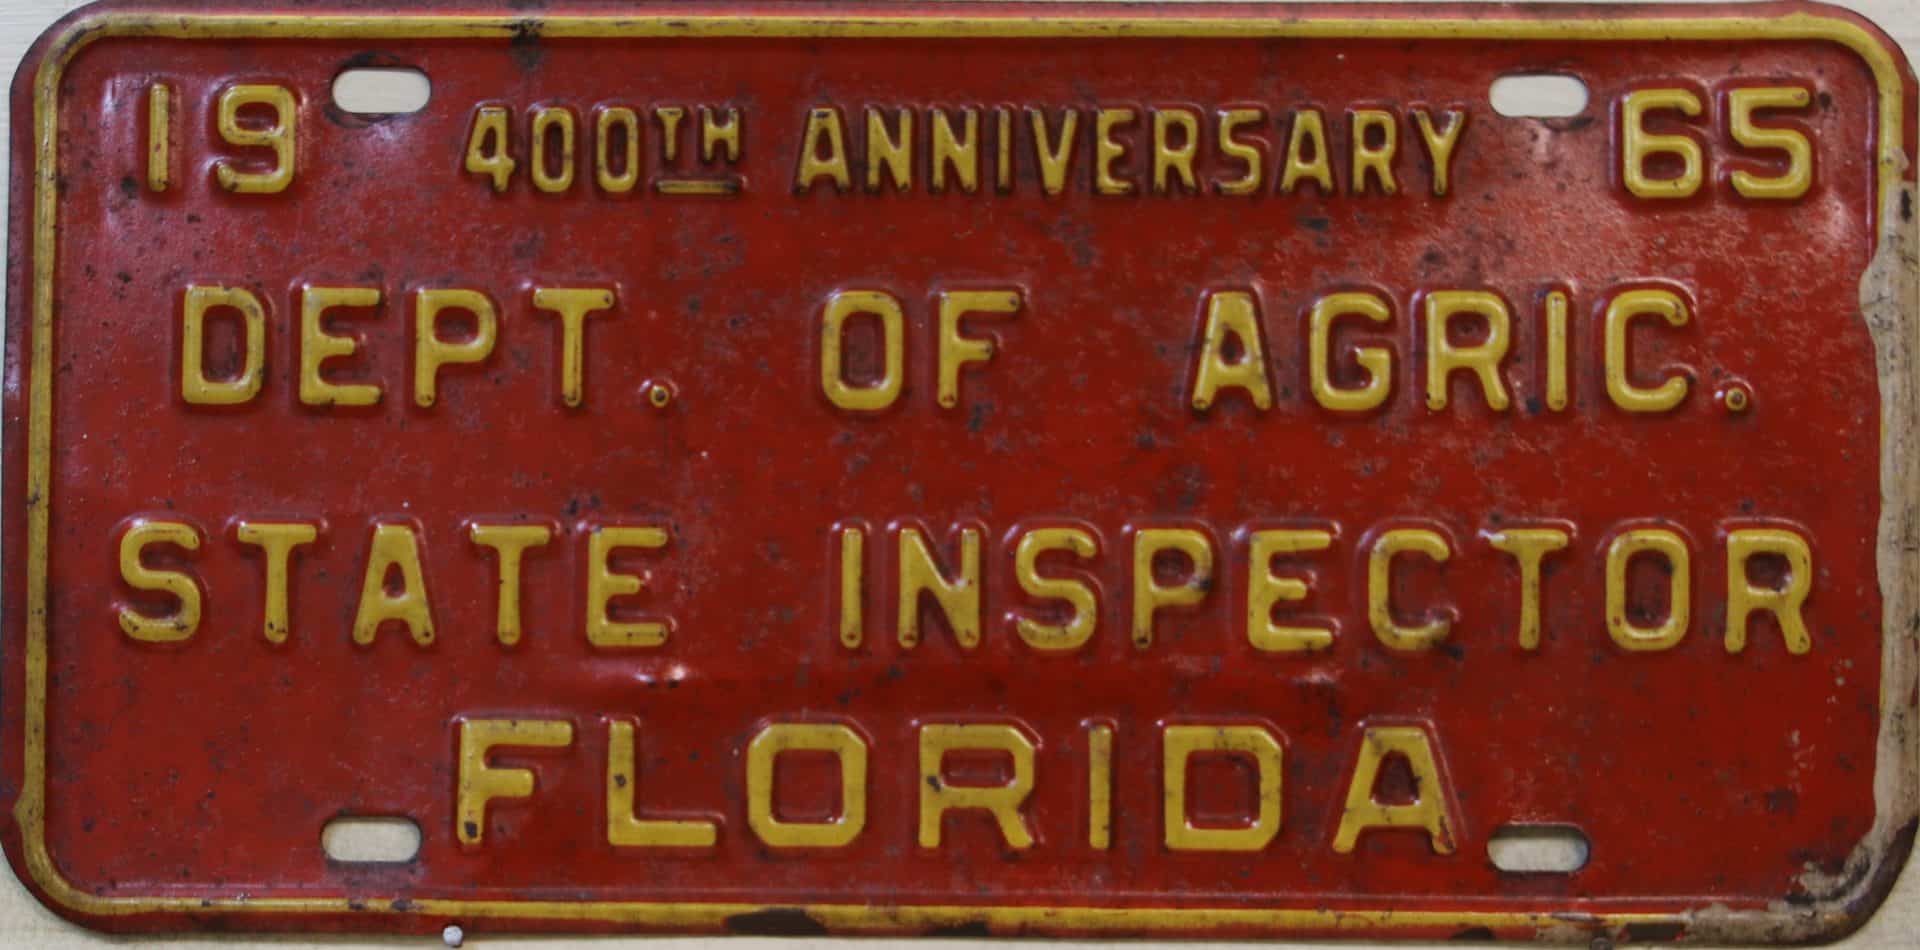 19 400TH ANNIVERSARY 65
DEPT. OF AGRIC.
STATE INSPECTOR
FLORIDA